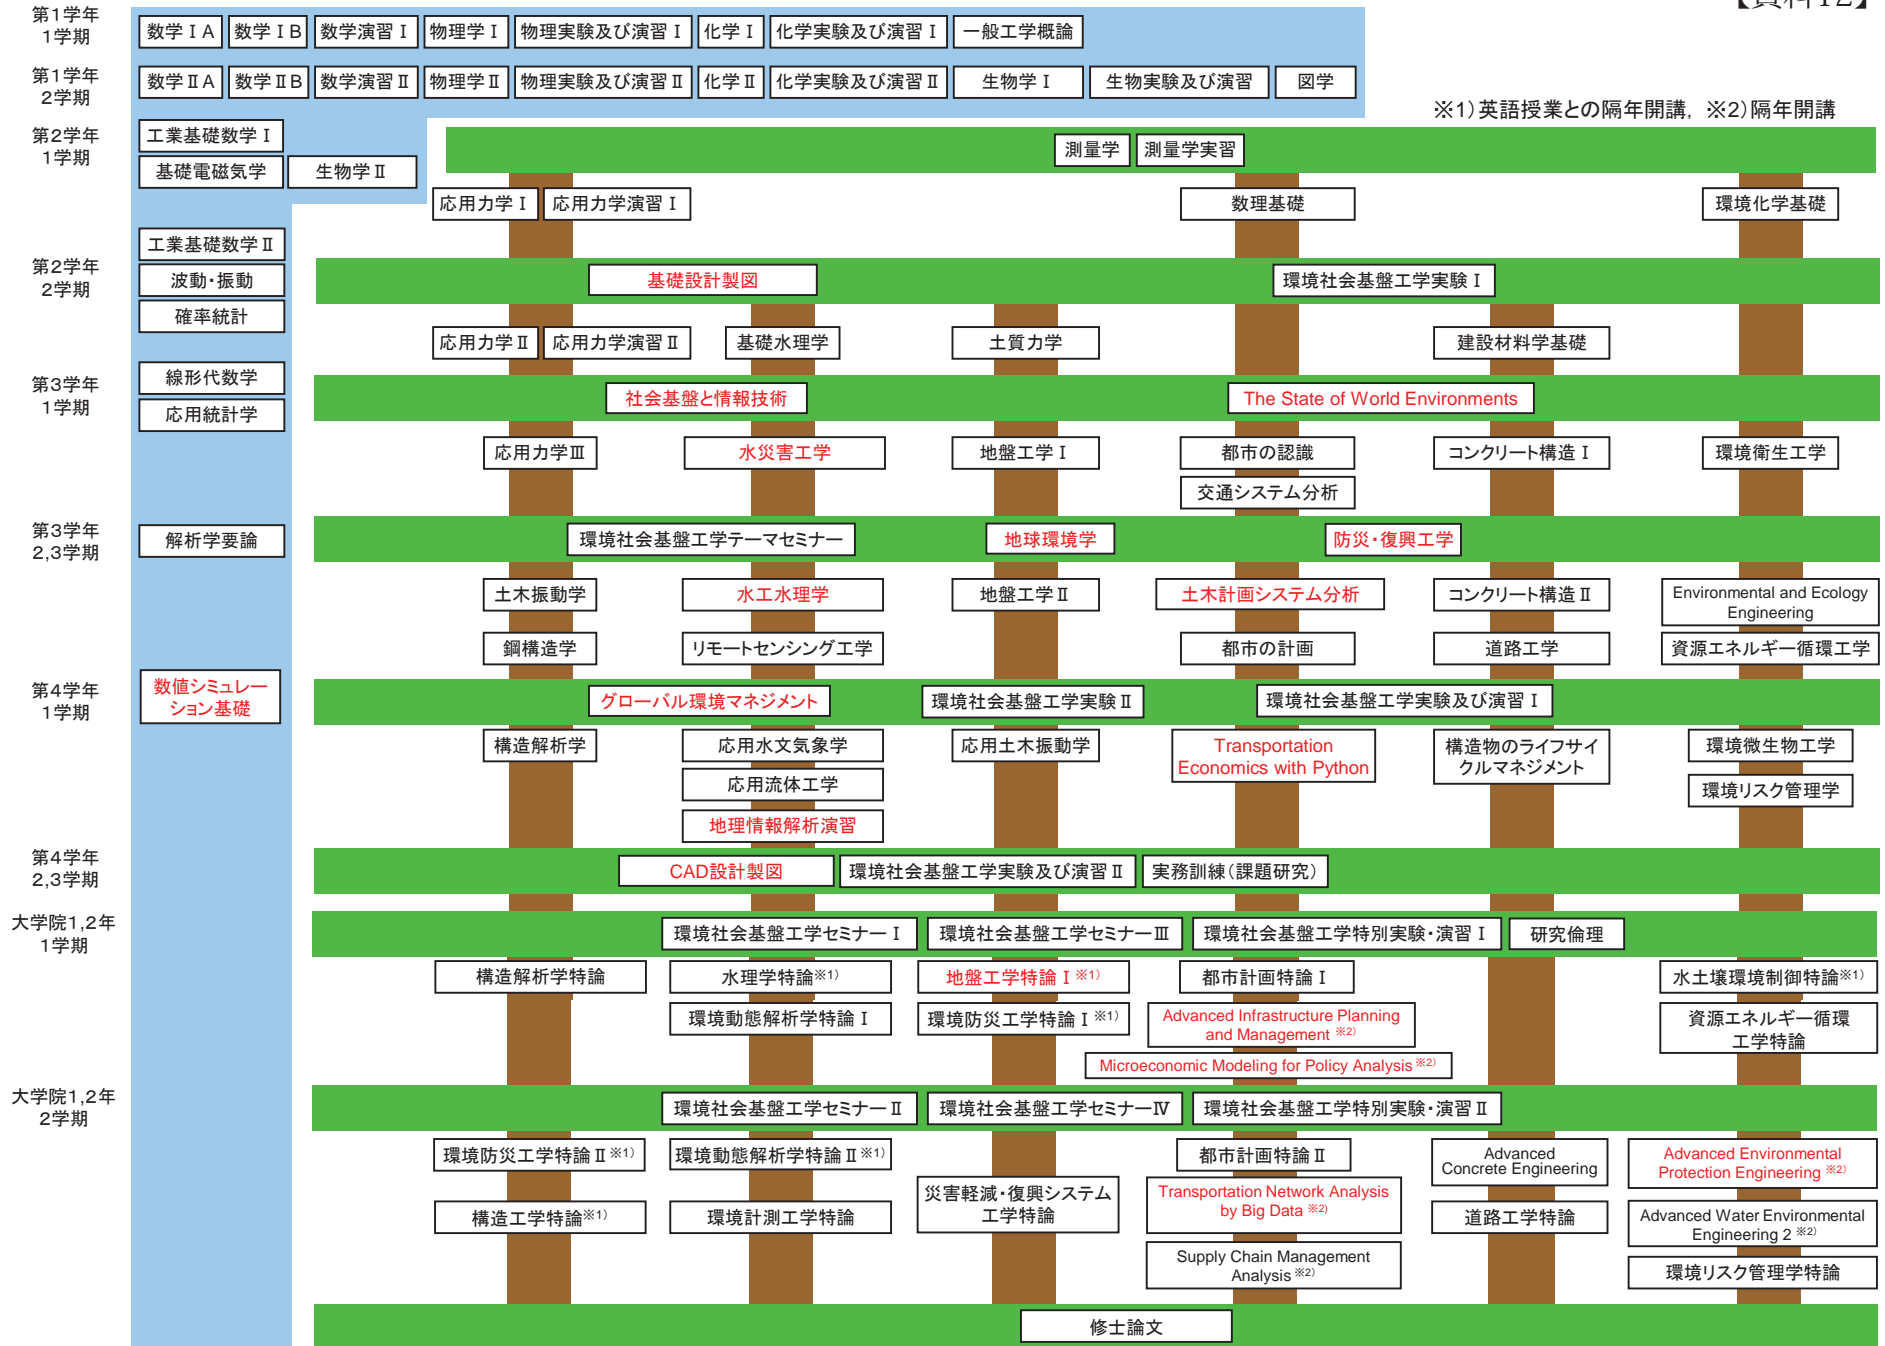 【資料12】
第1学年
1学期
数学ⅠA 数学ⅠB 数学演習Ⅰ 物理学Ⅰ 物理実験及び演習Ⅰ 化学Ⅰ 化学実験及び演習Ⅰ 一般工学概論
第1学年
2学期
数学ⅡA 数学ⅡB 数学演習Ⅱ 物理学Ⅱ 物理実験及び演習Ⅱ 化学Ⅱ 化学実験及び演習Ⅱ 生物学Ⅰ 生物実験及び演習 図学
※1)英語授業との隔年開講, ※2)隔年開講
第2学年
1学期
工業基礎数学Ⅰ
基礎電磁気学 生物学Ⅱ
測量学 測量学実習
応用力学Ⅰ 応用力学演習Ⅰ 数理基礎 環境化学基礎
第2学年
2学期
工業基礎数学Ⅱ
波動・振動
確率統計
基礎設計製図 環境社会基盤工学実験Ⅰ
応用力学Ⅱ 応用力学演習Ⅱ 基礎水理学 土質力学 建設材料学基礎
第3学年
1学期
線形代数学
応用統計学
社会基盤と情報技術 The State of World Environments
応用力学Ⅲ 水災害工学 地盤工学Ⅰ 都市の認識 コンクリート構造Ⅰ 環境衛生工学
交通システム分析
第3学年
2,3学期
解析学要論
環境社会基盤工学テーマセミナー 地球環境学 防災・復興工学
土木振動学 水工水理学 地盤工学Ⅱ 土木計画システム分析 コンクリート構造Ⅱ Environmental and Ecology
Engineering
鋼構造学 リモートセンシング工学 都市の計画 道路工学 資源エネルギー循環工学
第4学年
1学期
数値シミュレー
ション基礎
グローバル環境マネジメント 環境社会基盤工学実験Ⅱ 環境社会基盤工学実験及び演習Ⅰ
構造解析学 応用水文気象学 応用土木振動学 Transportation
Economics with Python
構造物のライフサイ
クルマネジメント
環境微生物工学
応用流体工学 環境リスク管理学
地理情報解析演習
第4学年
2,3学期
CAD設計製図 環境社会基盤工学実験及び演習Ⅱ 実務訓練(課題研究)
大学院1,2年
1学期
環境社会基盤工学セミナーⅠ 環境社会基盤工学セミナーⅢ 環境社会基盤工学特別実験・演習Ⅰ 研究倫理
構造解析学特論 水理学特論※1) 地盤工学特論Ⅰ※1) 都市計画特論Ⅰ 水土壌環境制御特論※1)
環境動態解析学特論Ⅰ 環境防災工学特論Ⅰ※1) Advanced Infrastructure Planning
and Management ※2)
資源エネルギー循環
工学特論
Microeconomic Modeling for Policy Analysis ※2)
大学院1,2年
2学期
環境社会基盤工学セミナーⅡ 環境社会基盤工学セミナーⅣ 環境社会基盤工学特別実験・演習Ⅱ
環境防災工学特論Ⅱ※1) 環境動態解析学特論Ⅱ※1) 都市計画特論Ⅱ Advanced
Concrete Engineering
Advanced Environmental
Protection Engineering ※2)
構造工学特論※1) 環境計測工学特論 災害軽減・復興システム
工学特論
Transportation Network Analysis
by Big Data ※2)
道路工学特論 Advanced Water Environmental
Engineering 2 ※2)
Supply Chain Management
Analysis ※2)
環境リスク管理学特論
修士論文